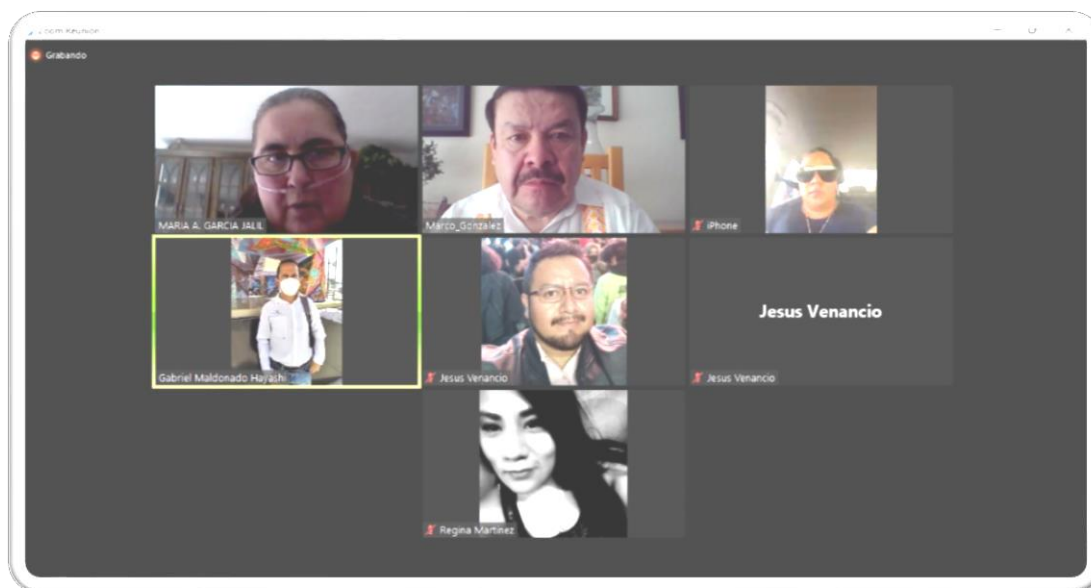 Grabando
MARIA A. GARCIA JALIL
Marco_Gonzalez
iPhone
Gabriel Maldonado Hayashi
Jesus Venancio
Jesus Venancio
Jesus Venancio
Regina Martinez